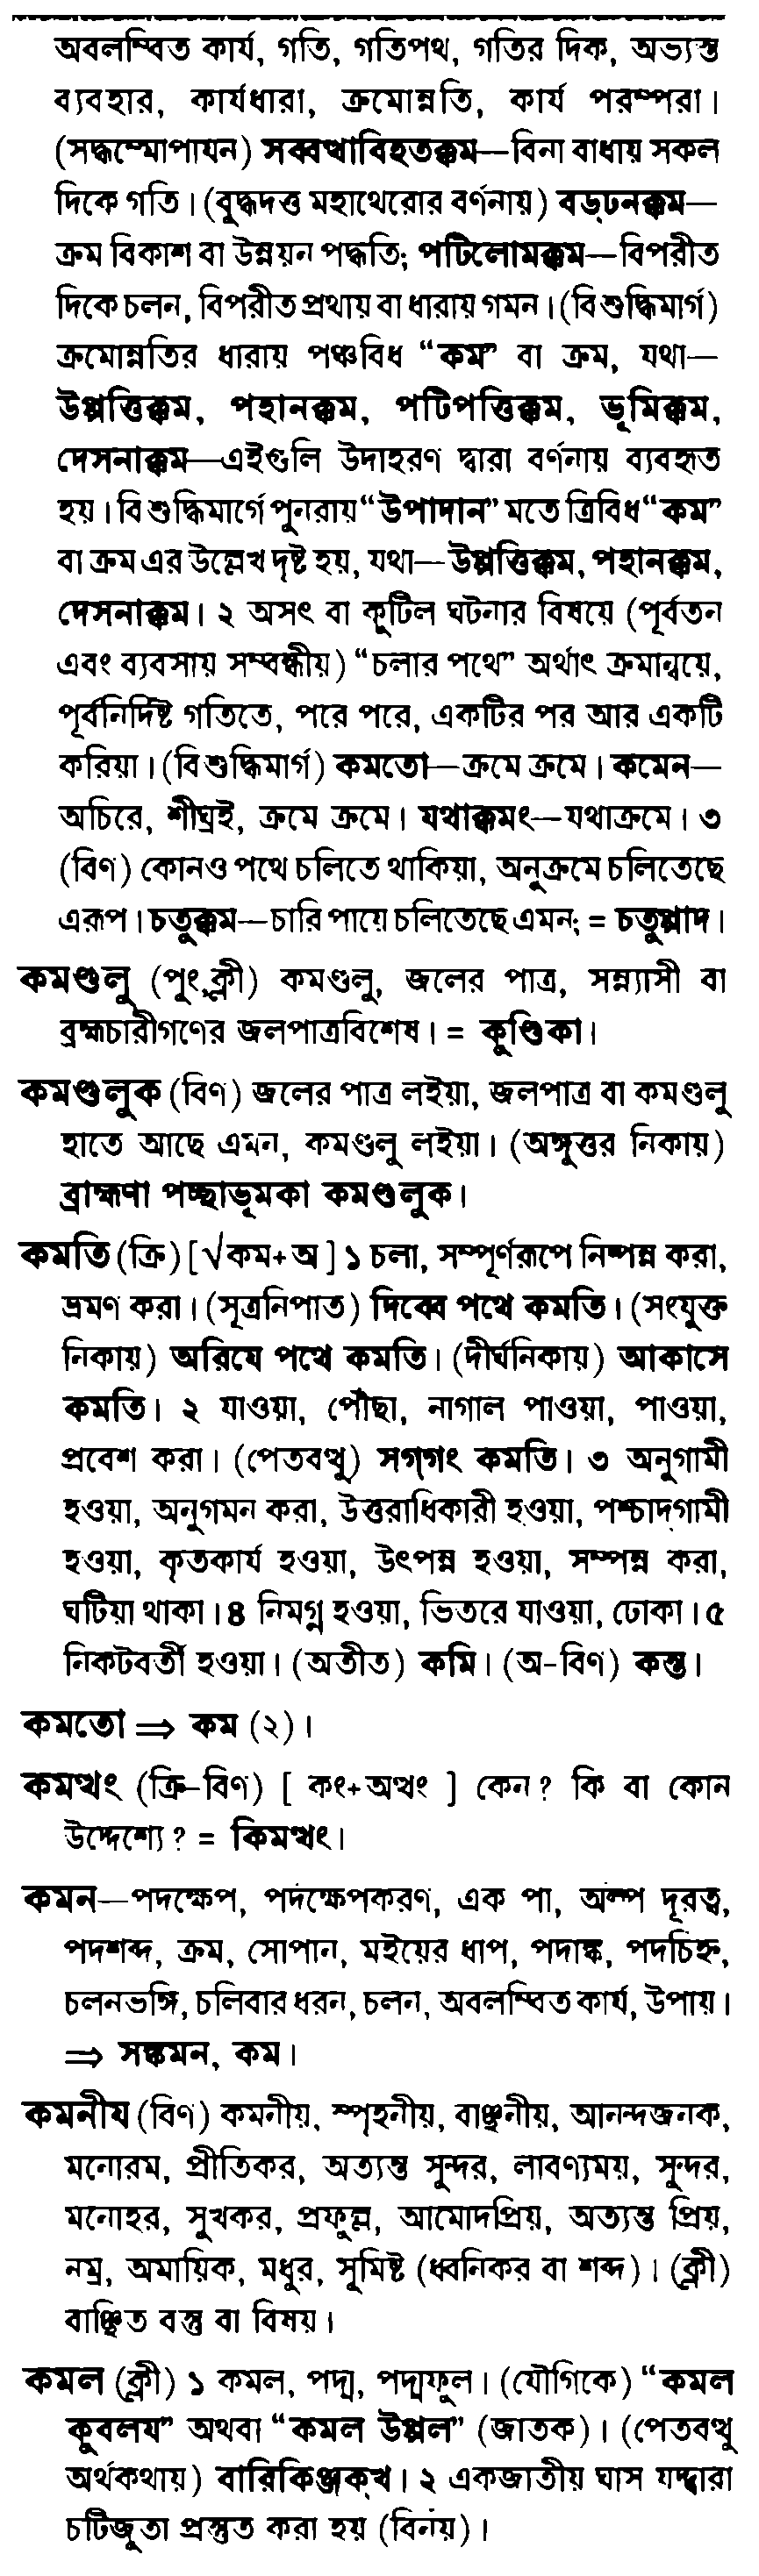 অবলম্বিত কার্য, গতি, গতিপথ, গতির দিক, অভ্যস্ত
ব্যবহার, কার্যধারা, ক্রমোন্নতি, কার্য পরম্পরা।
(সদ্ধম্মোপাযন) সব্বত্থাবিহতক্কম—বিনা বাধায় সকল
দিকে গতি। (বুদ্ধদত্ত মহাথেরোর বর্ণনায়) বড্ঢনক্কম—
ক্রম বিকাশ বা উন্নয়ন পদ্ধতি; পটিলোমক্কম—বিপরীত
দিকে চলন, বিপরীত প্রথায় বা ধারায় গমন। (বিশুদ্ধিমার্গ)
ক্রমোন্নতির ধারায় পঞ্চবিধ “কম” বা ক্রম, যথা—
উপ্পত্তিক্কম, পহানক্কম, পটিপত্তিক্কম, ভূমিক্কম,
দেসনাক্কম—এইগুলি উদাহরণ দ্বারা বর্ণনায় ব্যবহৃত
হয়। বিশুদ্ধিমার্গে পুনরায় “উপাদান” মতে ত্রিবিধ “কম”
বা ক্রম এর উল্লেখ দৃষ্ট হয়, যথা—উপ্পত্তিক্কম, পহানক্কম,
দেসনাক্কম। ২ অসৎ বা কুটিল ঘটনার বিষয়ে (পূর্বতন
এবং ব্যবসায় সম্বন্ধীয়) “চলার পথে” অর্থাৎ ক্রমান্বয়ে,
পূর্বনির্দিষ্ট গতিতে, পরে পরে, একটির পর আর একটি
করিয়া। (বিশুদ্ধিমার্গ) কমতো—ক্রমে ক্রমে। কমেন—
অচিরে, শীঘ্রই, ক্রমে ক্রমে। যথাক্কমং—যথাক্রমে। ৩
(বিণ) কোনও পথে চলিতে থাকিয়া, অনুক্রমে চলিতেছে
এরূপ। চতুক্কম—চারি পায়ে চলিতেছে এমন; = চতুপ্পাদ।
কমণ্ডলু (পুং,ক্লী) কমণ্ডলু, জলের পাত্র, সন্ন্যাসী বা
ব্রহ্মচারীগণের জলপাত্রবিশেষ। = কুণ্ডিকা।
কমণ্ডলুক (বিণ) জলের পাত্র লইয়া, জলপাত্র বা কমণ্ডলু
হাতে আছে এমন, কমণ্ডলু লইয়া। (অঙ্গুত্তর নিকায়)
ব্রাহ্মণা পচ্ছাভূমকা কমণ্ডলুক।
কমতি (ক্রি) [√কম+অ] ১ চলা, সম্পূর্ণরূপে নিষ্পন্ন করা,
ভ্রমণ করা। (সূত্রনিপাত) দিব্বে পথে কমতি। (সংযুক্ত
নিকায়) অরিযে পথে কমতি। (দীর্ঘনিকায়) আকাসে
কমতি। ২ যাওয়া, পৌঁছা, নাগাল পাওয়া, পাওয়া,
প্রবেশ করা। (পেতবত্থু) সগ্‌গং কমতি। ৩ অনুগামী
হওয়া, অনুগমন করা, উত্তরাধিকারী হওয়া, পশ্চাদ্‌গামী
হওয়া, কৃতকার্য হওয়া, উৎপন্ন হওয়া, সম্পন্ন করা,
ঘটিয়া থাকা। ৪ নিমগ্ন হওয়া, ভিতরে যাওয়া, ঢোকা। ৫
নিকটবর্তী হওয়া। (অতীত) কমি। (অ-বিণ) কন্ত।
কমতো ⇒ কম (২)।
কমত্থং (ক্রি-বিণ) [ কং+অত্থং ] কেন? কি বা কোন
উদ্দেশ্যে? = কিমত্থং।
কমন—পদক্ষেপ, পদক্ষেপকরণ, এক পা, অল্প দূরত্ব,
পদশব্দ, ক্রম, সোপান, মইয়ের ধাপ, পদাঙ্ক, পদচিহ্ন,
চলনভঙ্গি, চলিবার ধরন, চলন, অবলম্বিত কার্য, উপায়।
⇒ সঙ্কমন, কম।
কমনীয (বিণ) কমনীয়, স্পৃহনীয়, বাঞ্ছনীয়, আনন্দজনক,
মনোরম, প্রীতিকর, অত্যন্ত সুন্দর, লাবণ্যময়, সুন্দর,
মনোহর, সুখকর, প্রফুল্ল, আমোদপ্রিয়, অত্যন্ত প্রিয়,
নম্র, অমায়িক, মধুর, সুমিষ্ট (ধ্বনিকর বা শব্দ)। (ক্লী)
বাঞ্ছিত বস্তু বা বিষয়।
কমল (ক্লী) ১ কমল, পদ্ম, পদ্মফুল। (যৌগিকে) “কমল
কুবলয” অথবা “কমল উপ্পল” (জাতক)। (পেতবত্থু
অর্থকথায়) বারিকিঞ্জক্‌খ। ২ একজাতীয় ঘাস যদ্দ্বারা
চটিজুতা প্রস্তুত করা হয় (বিনয়)।